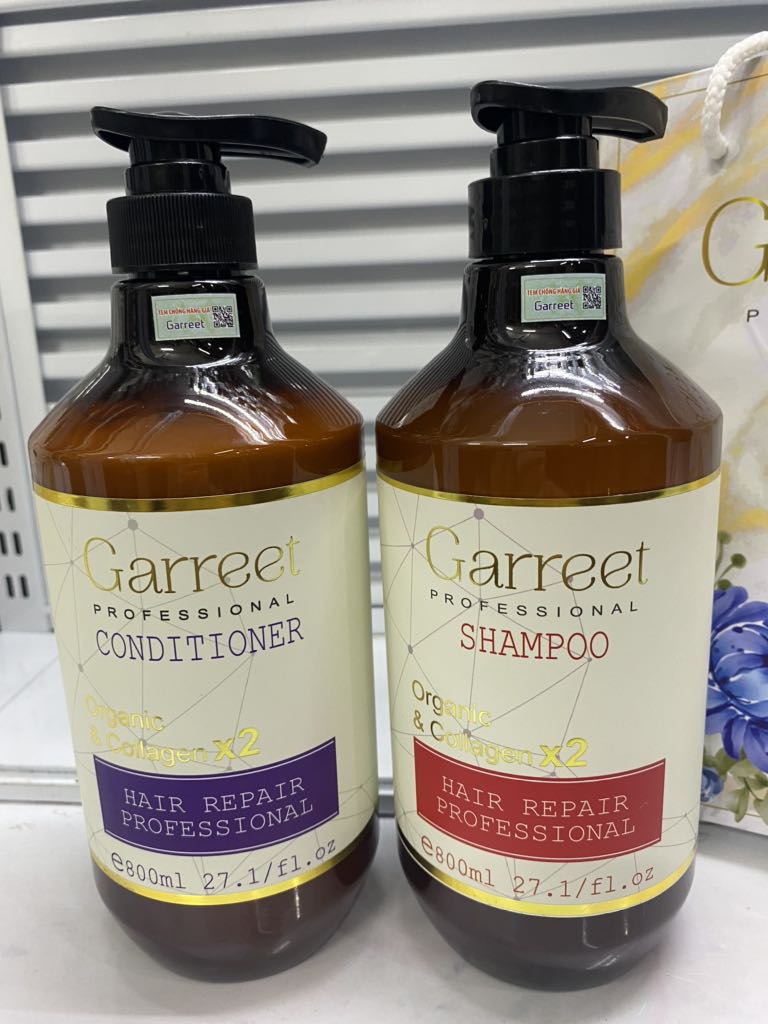 TEM CHỐNG HÀNG GIẢ
Garreet
Garreet
PROFESSIONAL
CONDITIONER
Organic
& Collagen x2
HAIR REPAIR
PROFESSIONAL
e800ml 27.1/fl.oz
TEM CHỐNG HÀNG GIẢ
Garreet
Garreet
PROFESSIONAL
SHAMPOO
Organic
& Collagen x2
HAIR REPAIR
PROFESSIONAL
e800ml 27.1/fl.oz
G
P